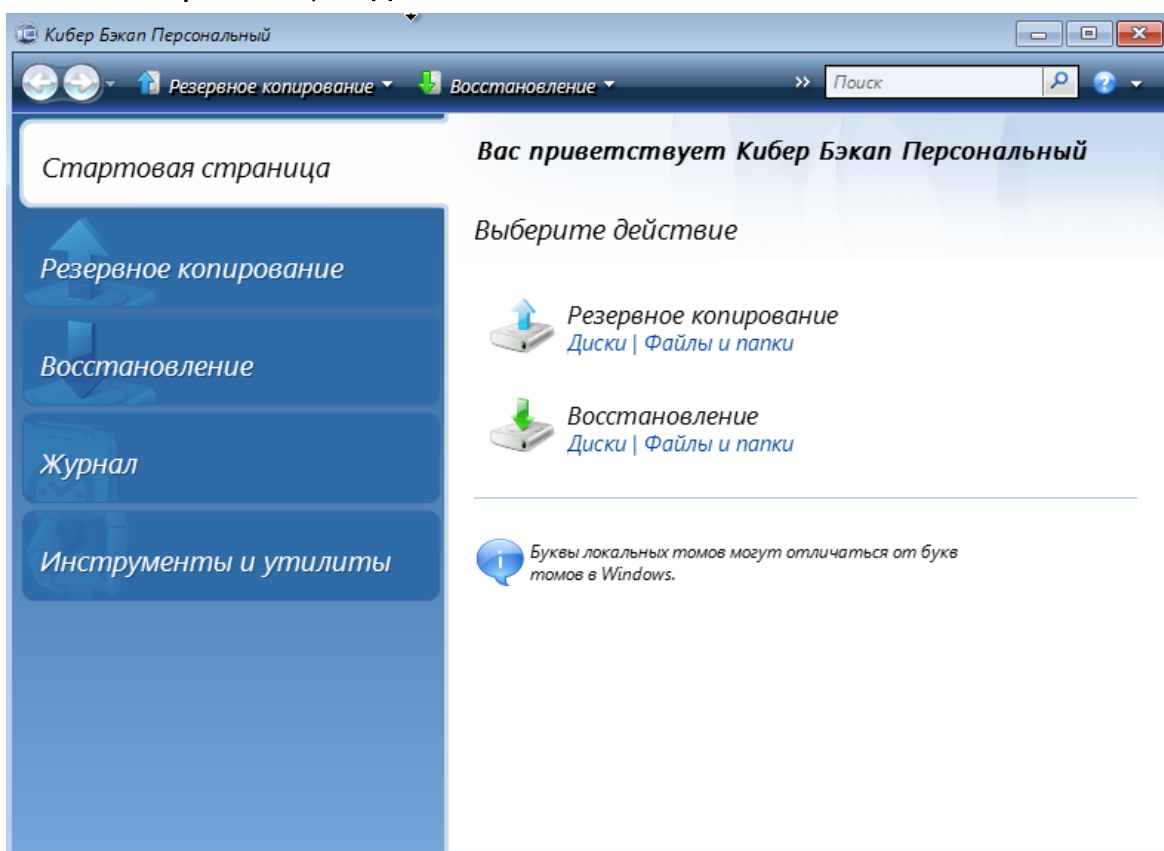 Кибер Бэкап Персональный
Резервное копирование
Восстановление
»
Поиск
Стартовая страница
Резервное копирование
Восстановление
Журнал
Инструменты и утилиты
Вас приветствует Кибер Бэкап Персональный
Выберите действие
Резервное копирование
Диски | Файлы и папки
Восстановление
Диски | Файлы и папки
Буквы локальных томов могут отличаться от букв
томов в Windows.